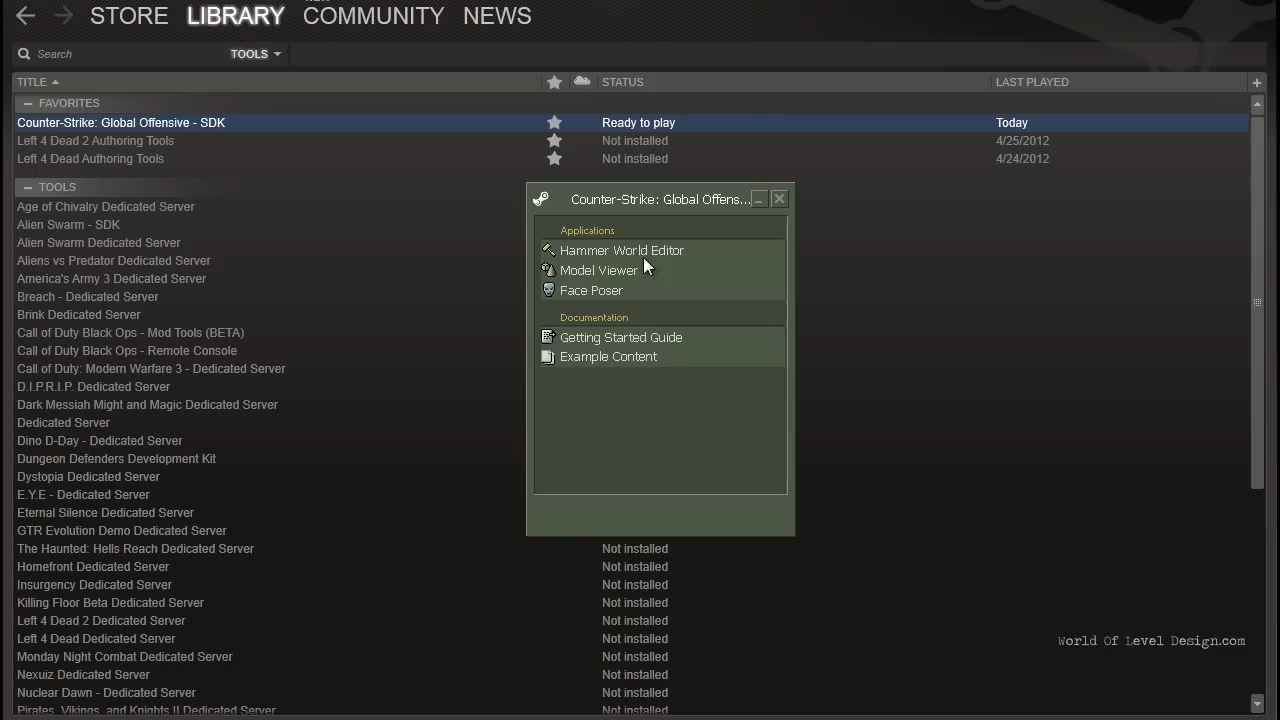 STORE LIBRARY COMMUNITY NEWS
Search TOOLS
TITLE STATUS LAST PLAYED
FAVORITES
Counter-Strike: Global Offensive - SDK Ready to play Today
Left 4 Dead 2 Authoring Tools Not installed 4/25/2012
Left 4 Dead Authoring Tools Not installed 4/24/2012
TOOLS
Age of Chivalry Dedicated Server
Alien Swarm - SDK
Alien Swarm Dedicated Server
Aliens vs Predator Dedicated Server
America's Army 3 Dedicated Server
Breach - Dedicated Server
Brink Dedicated Server
Call of Duty Black Ops - Mod Tools (BETA)
Call of Duty Black Ops - Remote Console
Call of Duty: Modern Warfare 3 - Dedicated Server
D.I.P.R.I.P. Dedicated Server
Dark Messiah Might and Magic Dedicated Server
Dedicated Server
Dino D-Day - Dedicated Server
Dungeon Defenders Development Kit
Dystopia Dedicated Server
E.Y.E - Dedicated Server
Eternal Silence Dedicated Server
GTR Evolution Demo Dedicated Server
The Haunted: Hells Reach Dedicated Server Not installed
Homefront Dedicated Server Not installed
Insurgency Dedicated Server Not installed
Killing Floor Beta Dedicated Server Not installed
Left 4 Dead 2 Dedicated Server Not installed
Left 4 Dead Dedicated Server Not installed
Monday Night Combat Dedicated Server Not installed
Nexuiz Dedicated Server Not installed
Nuclear Dawn - Dedicated Server Not installed
Pirates, Vikings, and Knights II Dedicated Server Not installed
Counter-Strike: Global Offens...
Applications
Hammer World Editor
Model Viewer
Face Poser
Documentation
Getting Started Guide
Example Content
World Of Level Design.com